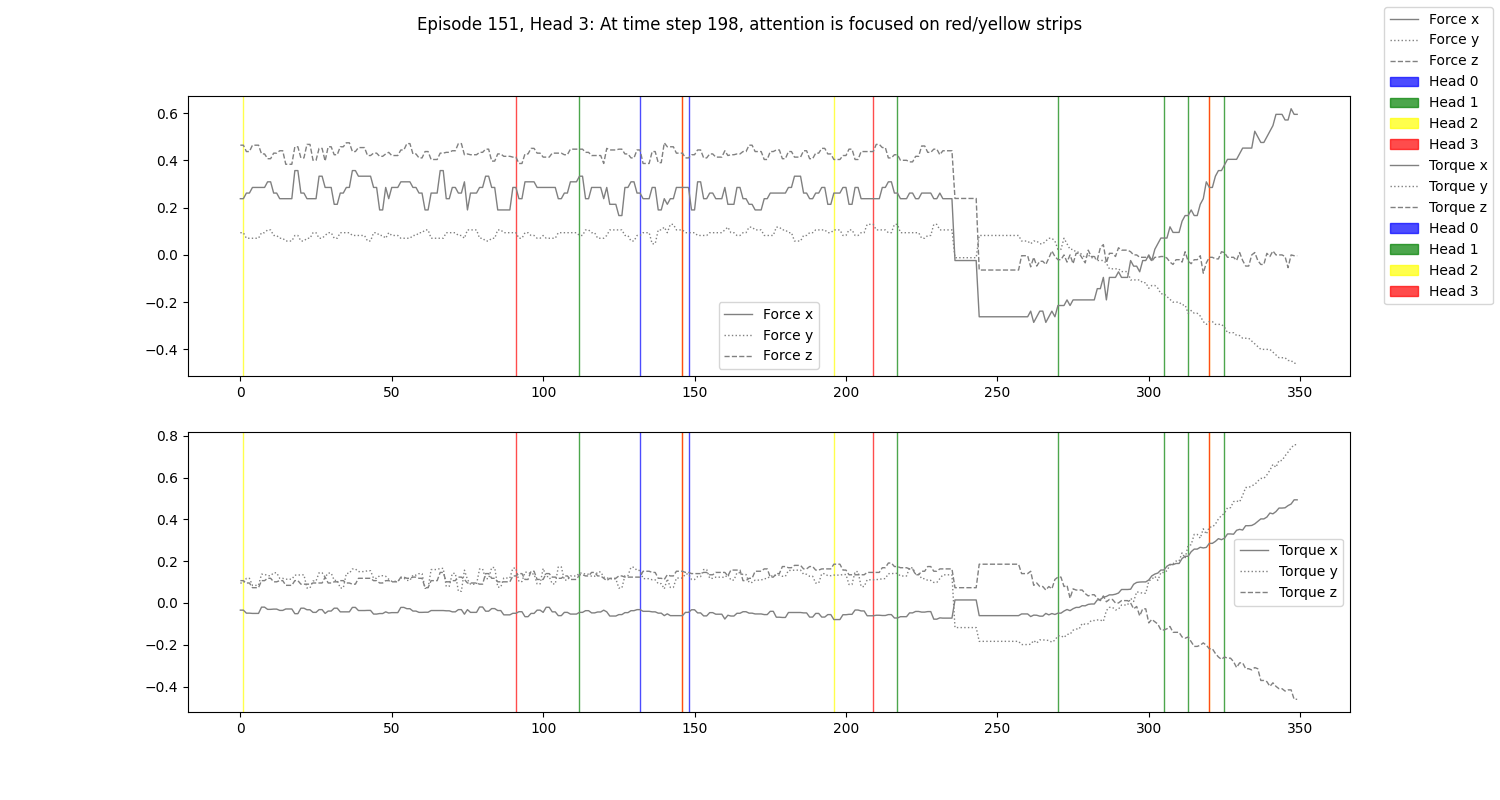 Episode 151, Head 3: At time step 198, attention is focused on red/yellow strips
Force x
Force y
Force z
Head 0
Head 1
Head 2
Head 3
Torque x
Torque y
Torque z
Head 0
Head 1
Head 2
Head 3
0.6
0.4
0.2
0.0
−0.2
−0.4
Force x
Force y
Force z
0 50 100 150 200 250 300 350
0.8
0.6
0.4
0.2
0.0
−0.2
−0.4
Torque x
Torque y
Torque z
0 50 100 150 200 250 300 350